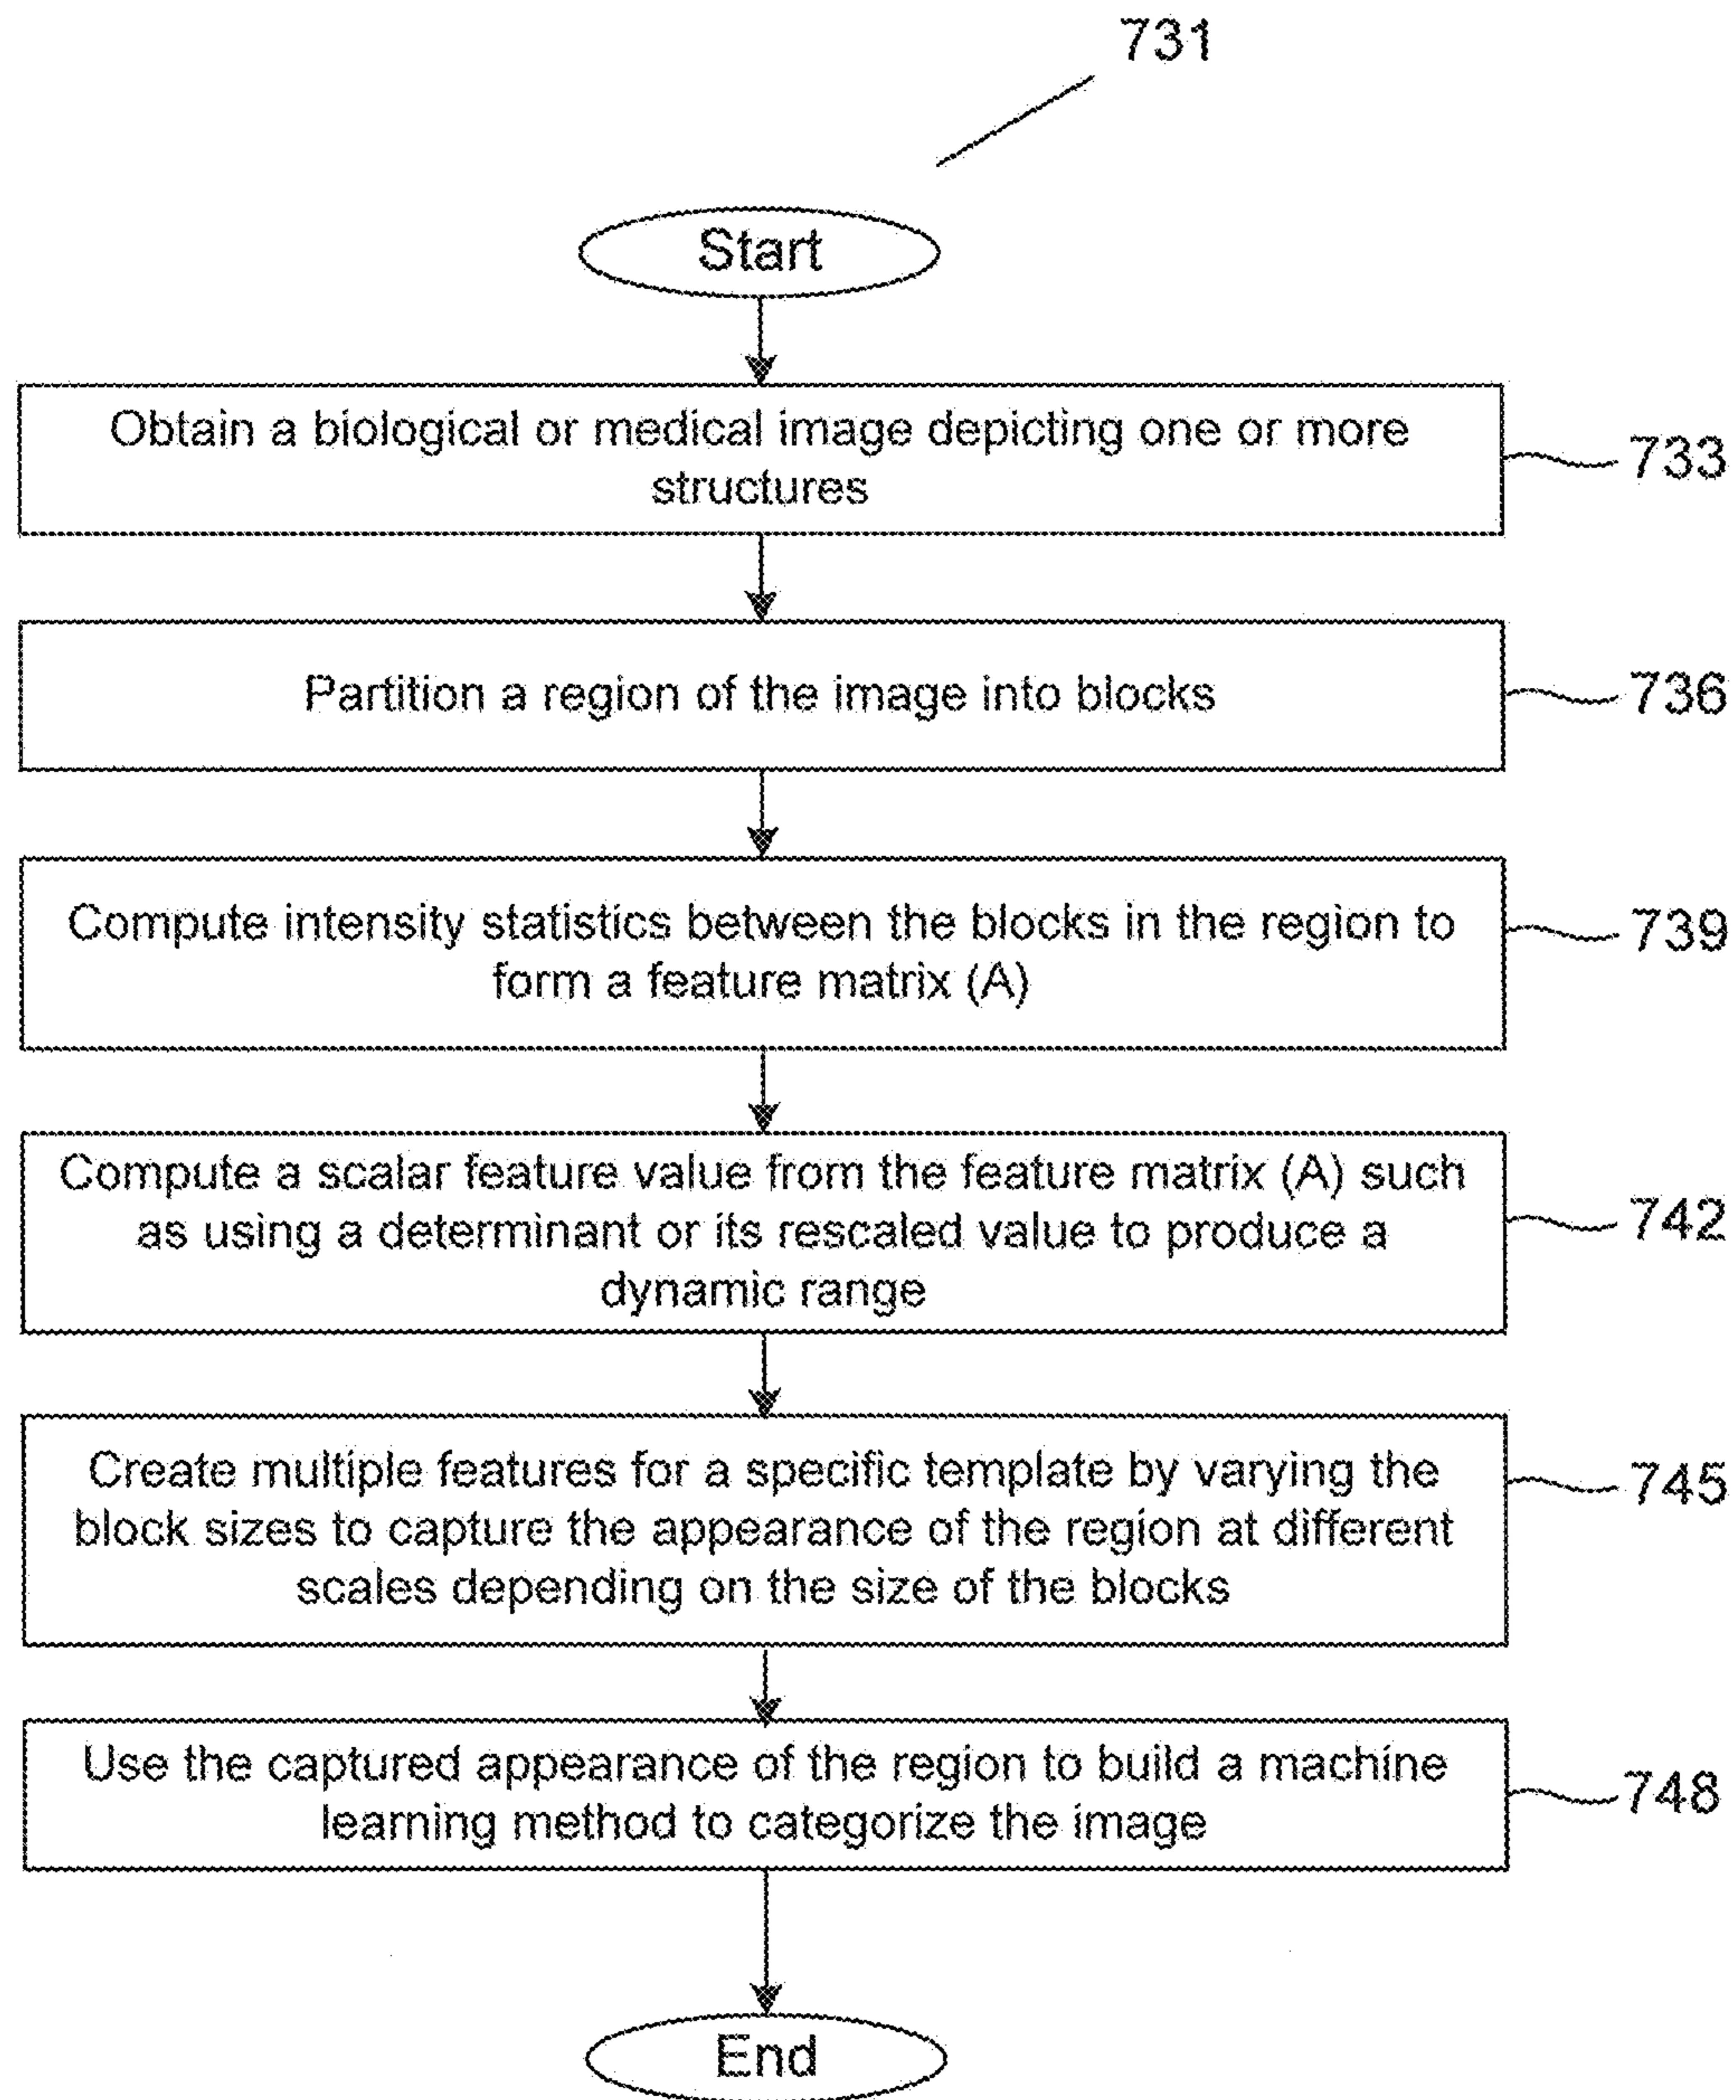 731
Start
Obtain a biological or medical image depicting one or more
structures
733
Partition a region of the image into blocks
736
Compute intensity statistics between the blocks in the region to
form a feature matrix (A)
739
Compute a scalar feature value from the feature matrix (A) such
as using a determinant or its rescaled value to produce a
dynamic range
742
Create multiple features for a specific template by varying the
block sizes to capture the appearance of the region at different
scales depending on the size of the blocks
745
Use the captured appearance of the region to build a machine
learning method to categorize the image
748
End